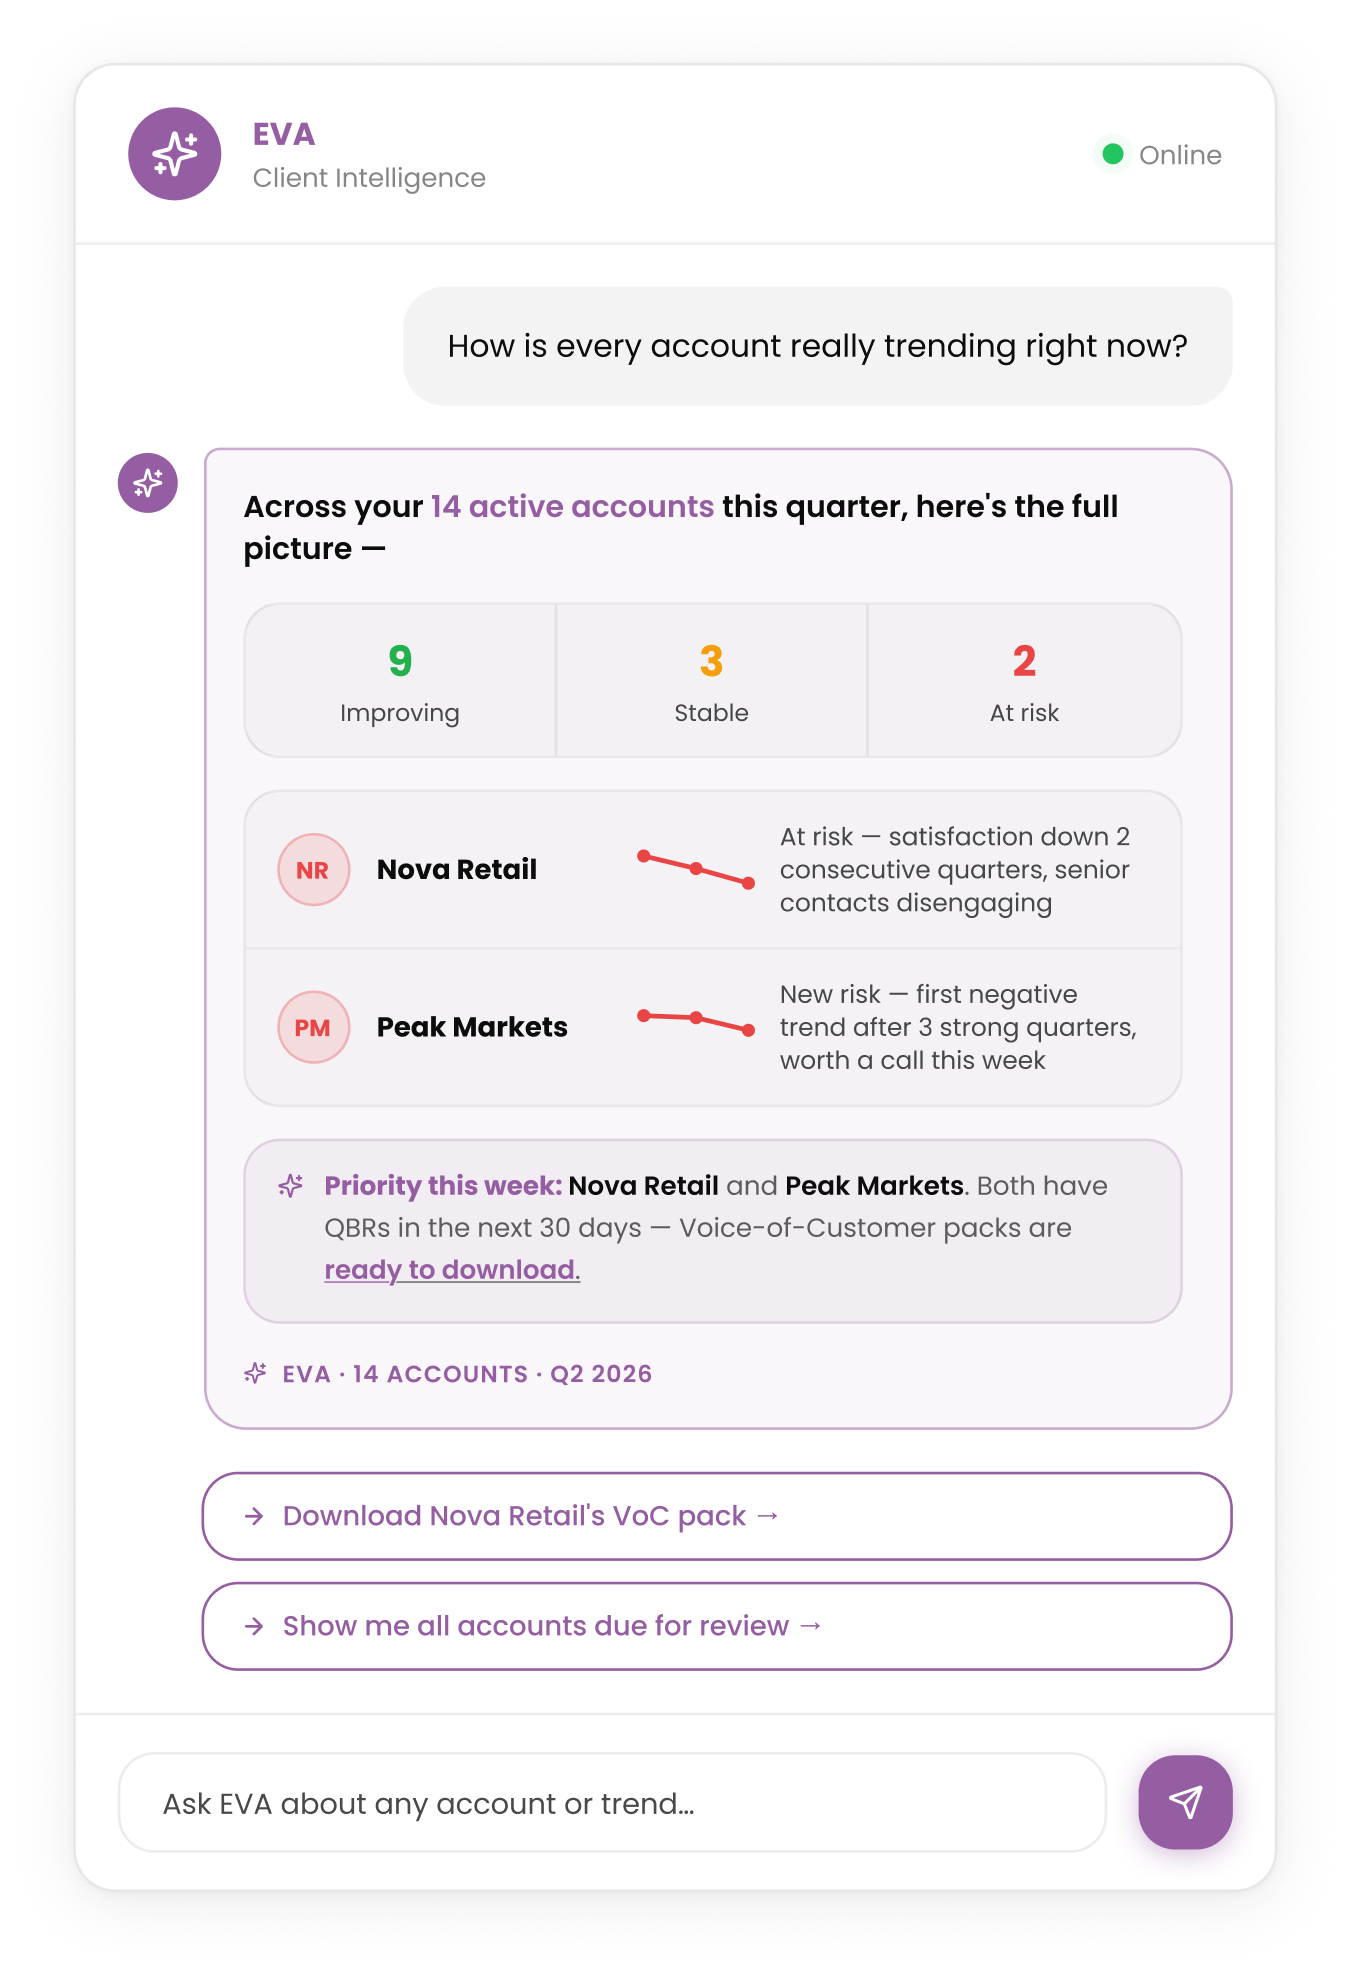 EVA
Client Intelligence
Online
How is every account really trending right now?
Across your 14 active accounts this quarter, here's the full
picture —
9
Improving
3
Stable
2
At risk
NR
Nova Retail
At risk — satisfaction down 2
consecutive quarters, senior
contacts disengaging
PM
Peak Markets
New risk — first negative
trend after 3 strong quarters,
worth a call this week
Priority this week: Nova Retail and Peak Markets. Both have
QBRs in the next 30 days — Voice-of-Customer packs are
ready to download.
EVA · 14 ACCOUNTS · Q2 2026
→ Download Nova Retail's VoC pack →
→ Show me all accounts due for review →
Ask EVA about any account or trend...